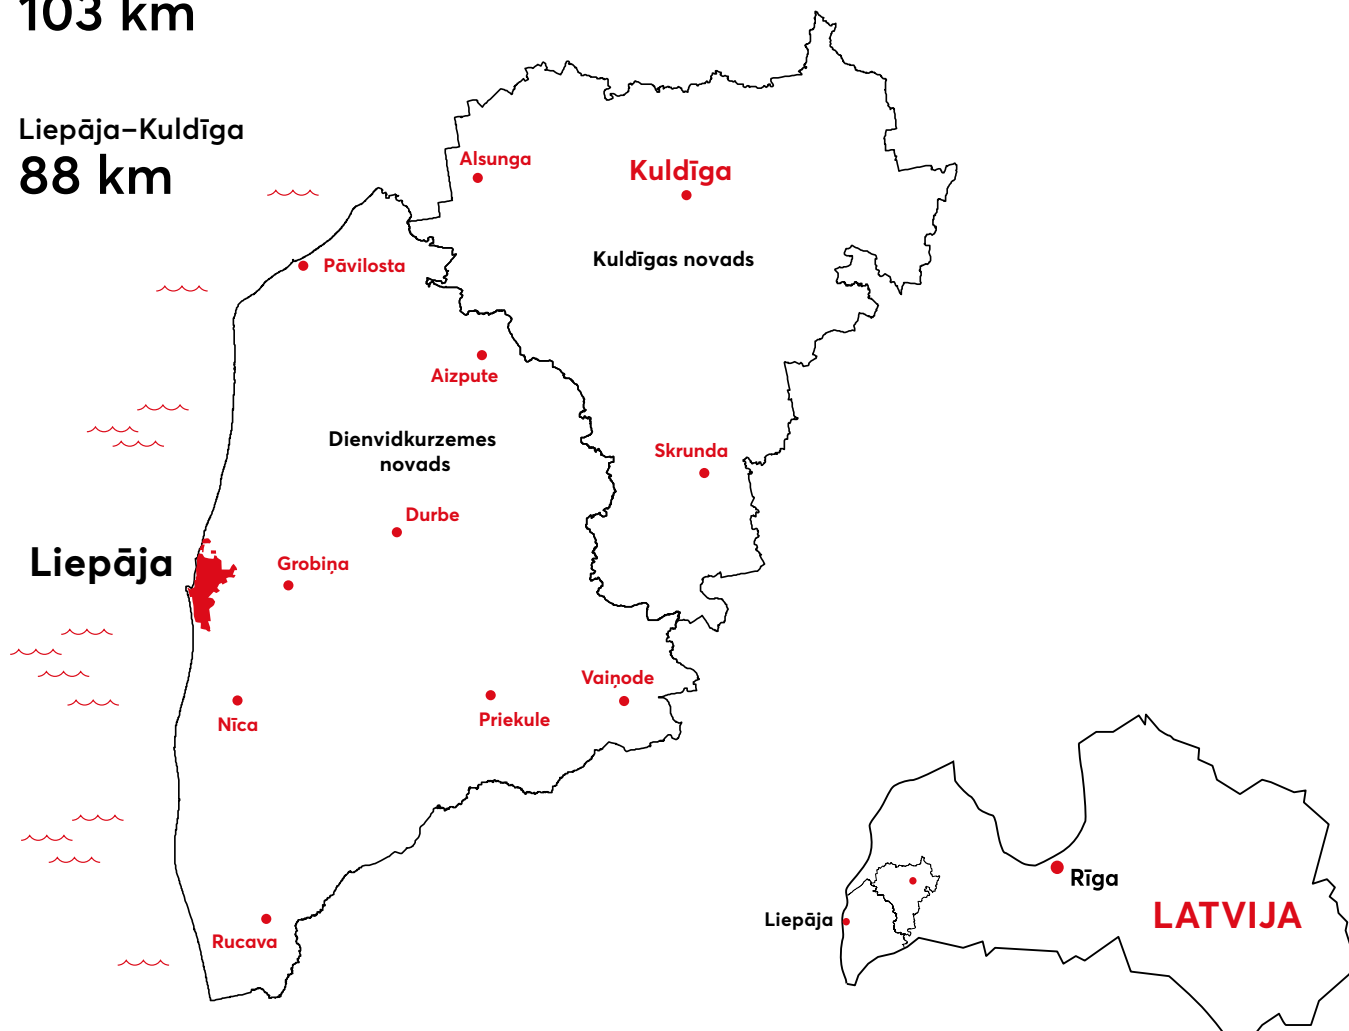 103 km
Liepāja–Kuldīga
88 km
Alsunga
Kuldīga
Kuldīgas novads
Pāvilosta
Aizpute
Dienvidkurzemes
novads
Skrunda
Durbe
Liepāja
Grobiņa
Vaiņode
Nīca
Priekule
Rucava
Rīga
Liepāja
LATVIJA